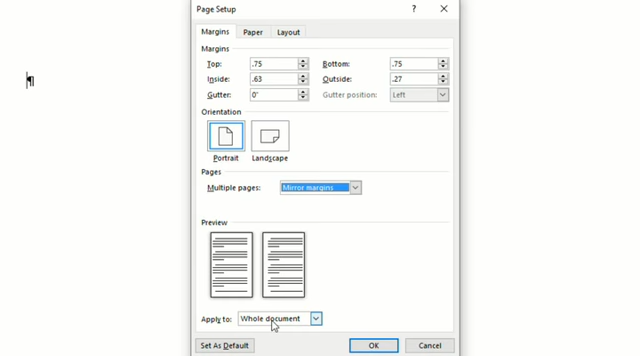 Page Setup ?
Margins Paper Layout
Margins
Top: .75 Bottom: .75
Inside: .63 Outside: .27
Gutter: 0" Gutter position: Left
Orientation
Portrait Landscape
Pages
Multiple pages: Mirror margins
Preview
Apply to: Whole document
Set As Default OK Cancel
¶